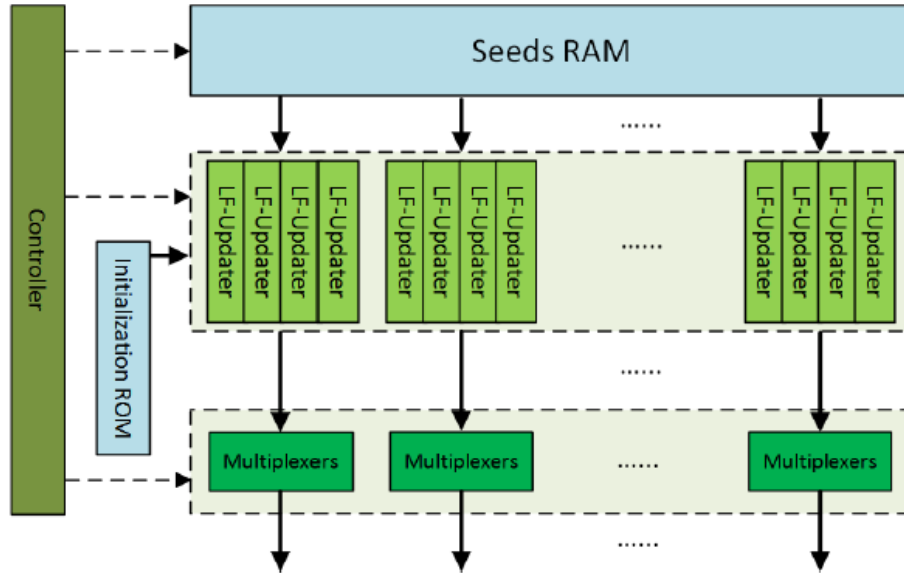 Seeds RAM
......
Controller
Initialization ROM
LF-Updater
LF-Updater
LF-Updater
LF-Updater
LF-Updater
LF-Updater
LF-Updater
LF-Updater
......
LF-Updater
LF-Updater
LF-Updater
LF-Updater
......
Multiplexers
Multiplexers
......
Multiplexers
......